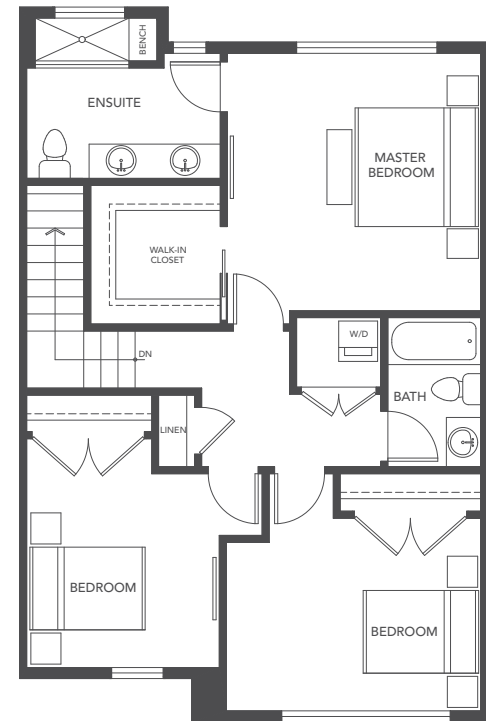 BENCH
ENSUITE
MASTER
BEDROOM
WALK-IN
CLOSET
W/D
DN
BATH
LINEN
BEDROOM
BEDROOM